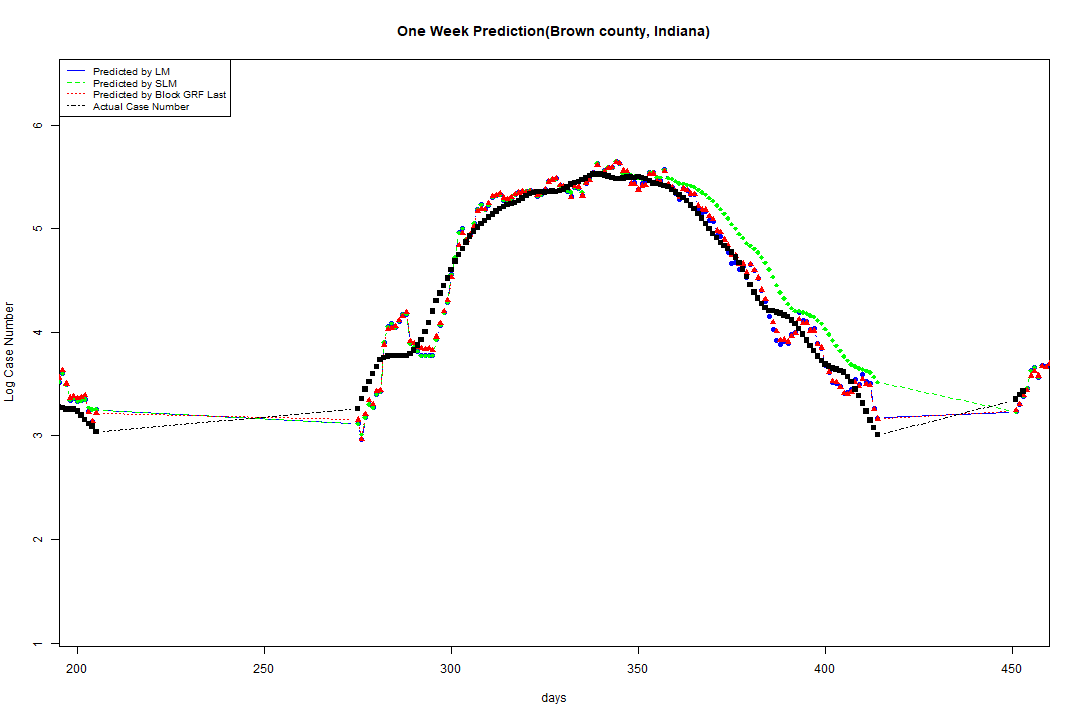 One Week Prediction(Brown county, Indiana)
Predicted by LM
Predicted by SLM
Predicted by Block GRF Last
Actual Case Number
6
5
4
3
2
1
Log Case Number
200 250 300 350 400 450
days